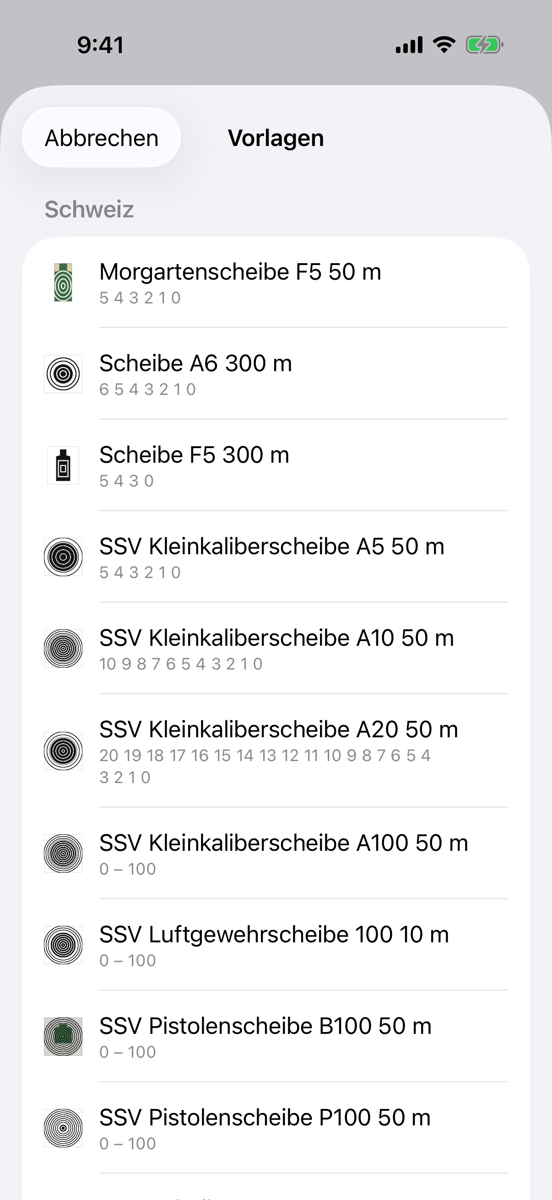 9:41
Abbrechen
Vorlagen
Schweiz
Morgartenscheibe F5 50 m
5 4 3 2 1 0
Scheibe A6 300 m
6 5 4 3 2 1 0
Scheibe F5 300 m
5 4 3 0
SSV Kleinkaliberscheibe A5 50 m
5 4 3 2 1 0
SSV Kleinkaliberscheibe A10 50 m
10 9 8 7 6 5 4 3 2 1 0
SSV Kleinkaliberscheibe A20 50 m
20 19 18 17 16 15 14 13 12 11 10 9 8 7 6 5 4
3 2 1 0
SSV Kleinkaliberscheibe A100 50 m
0 – 100
SSV Luftgewehrscheibe 100 10 m
0 – 100
SSV Pistolenscheibe B100 50 m
0 – 100
SSV Pistolenscheibe P100 50 m
0 – 100